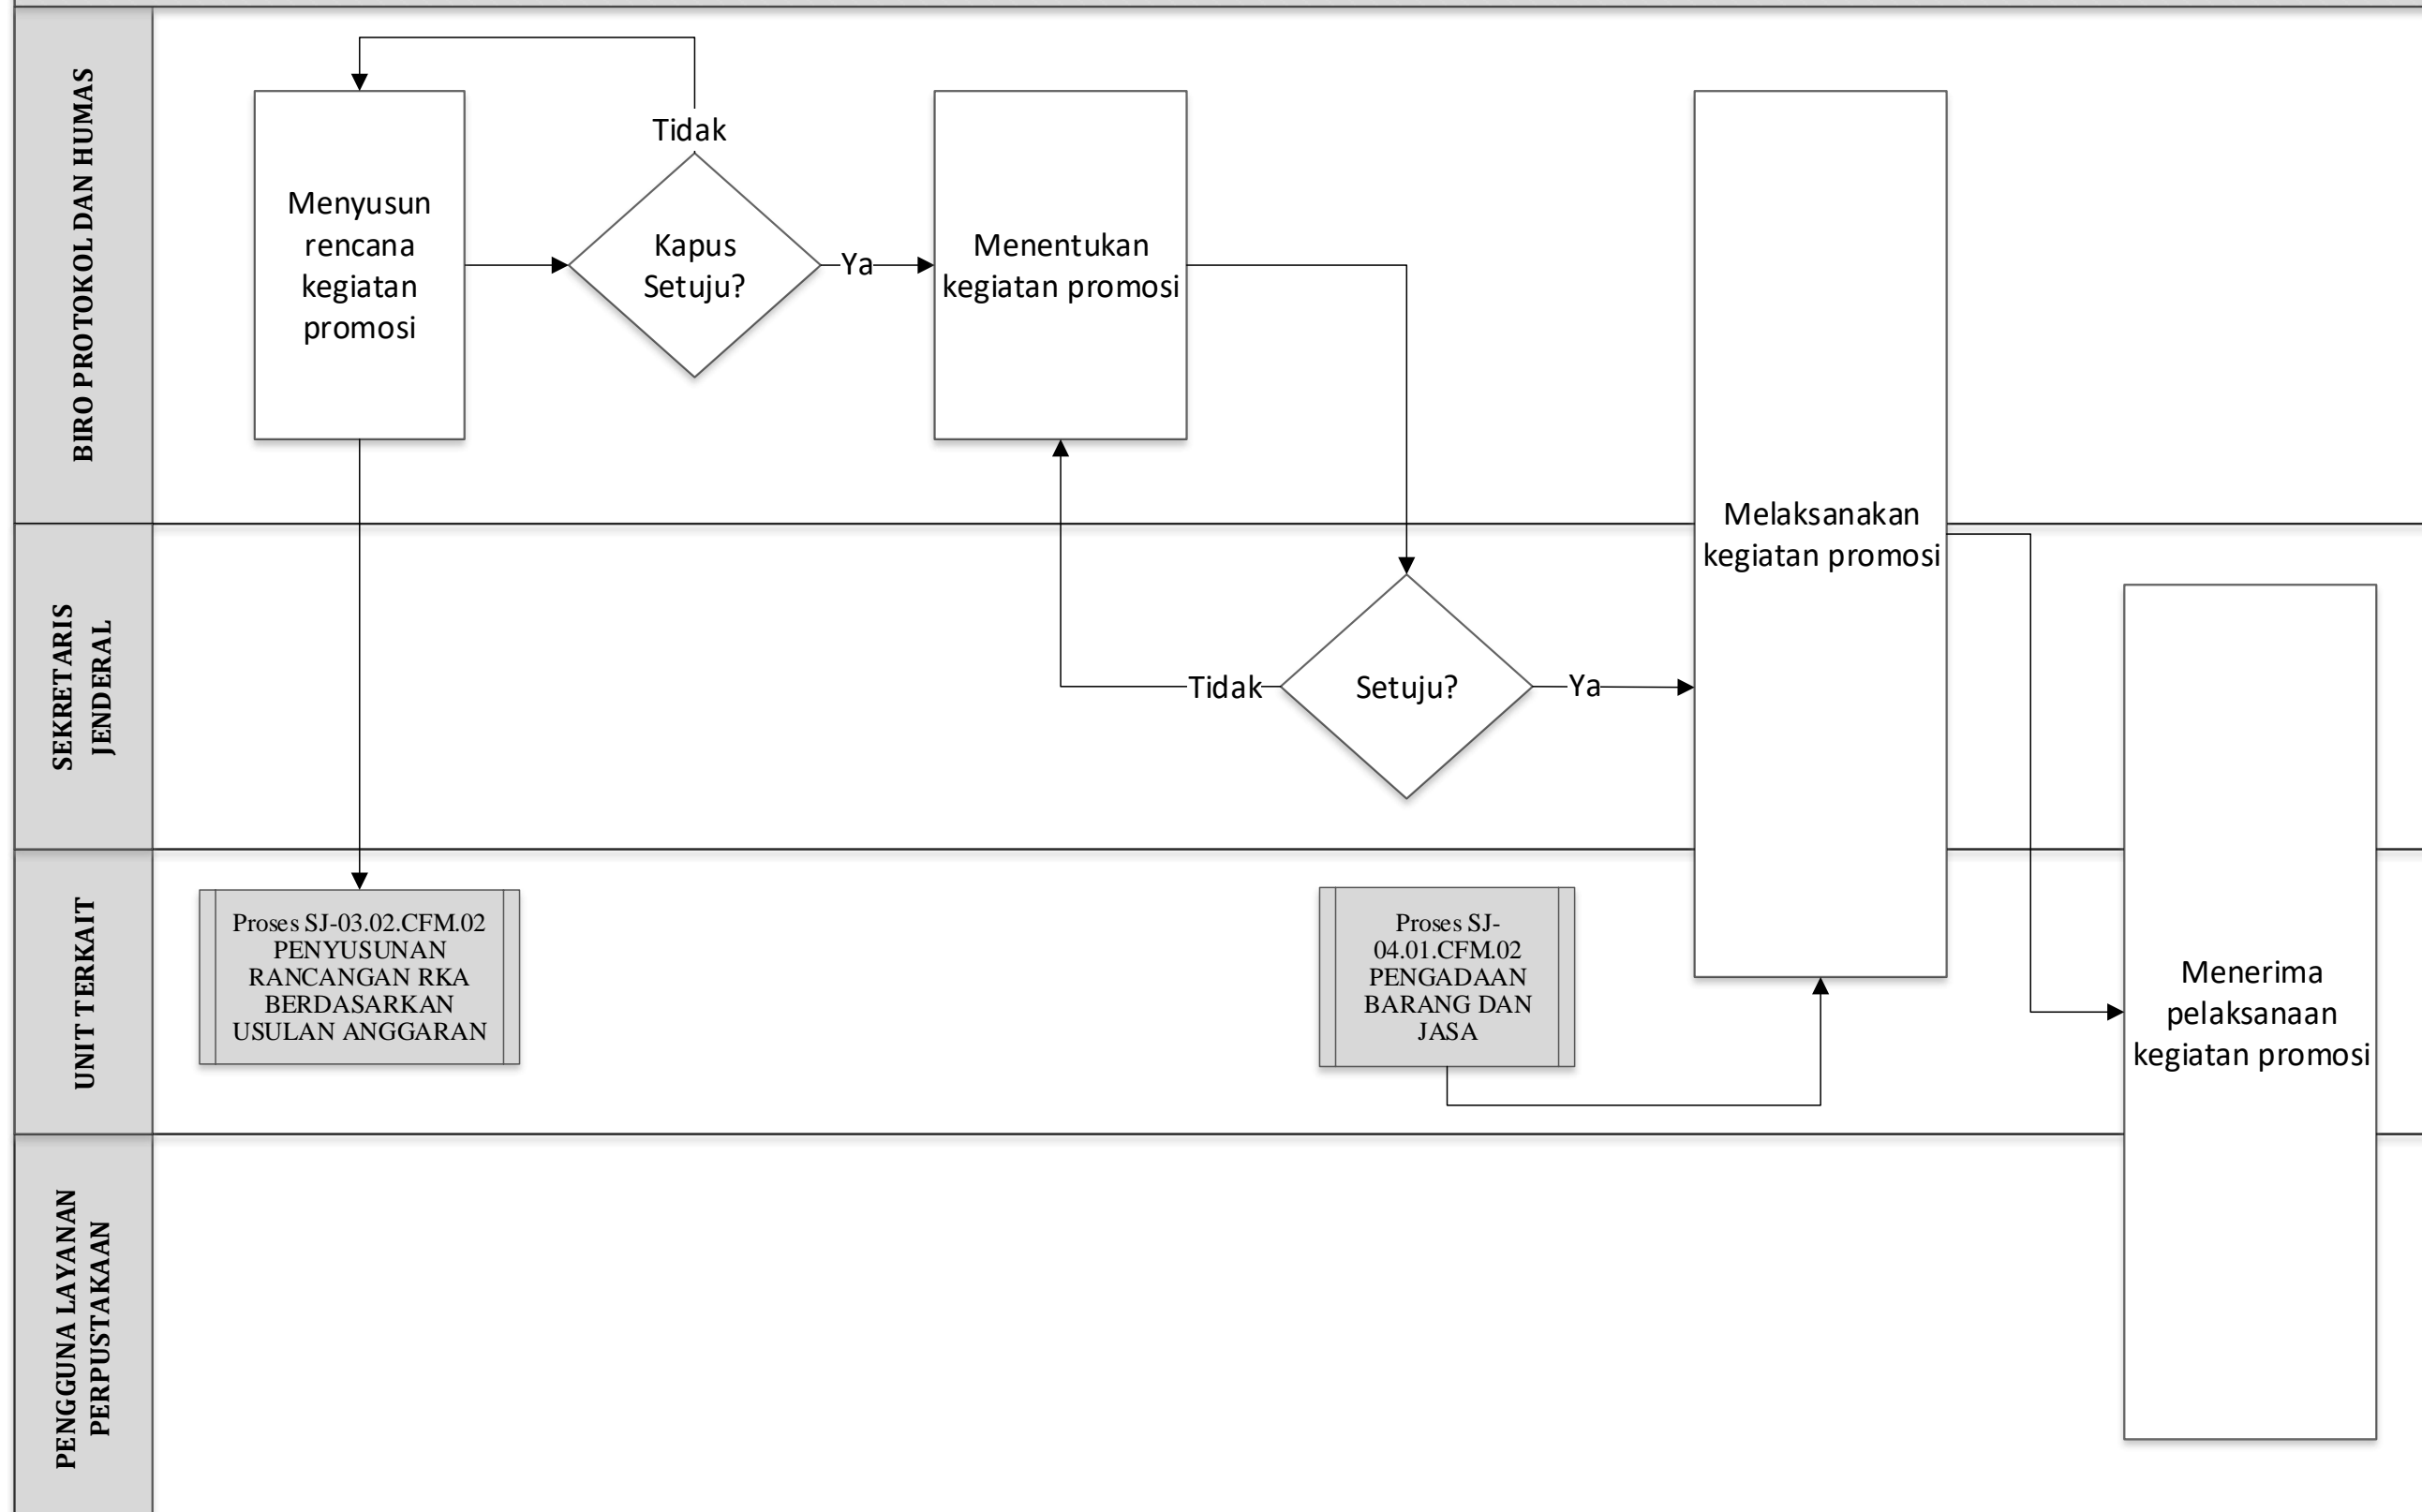 BIRO PROTOKOL DAN HUMAS
Menyusun
rencana
kegiatan
promosi
Tidak
Kapus
Setuju?
Ya
Menentukan
kegiatan promosi
Melaksanakan
kegiatan promosi
SEKRETARIS
JENDERAL
Tidak
Setuju?
Ya
UNIT TERKAIT
Proses SJ-03.02.CFM.02
PENYUSUNAN
RANCANGAN RKA
BERDASARKAN
USULAN ANGGARAN
Proses SJ-
04.01.CFM.02
PENGADAAN
BARANG DAN
JASA
Menerima
pelaksanaan
kegiatan promosi
PENGGUNA LAYANAN
PERPUSTAKAAN